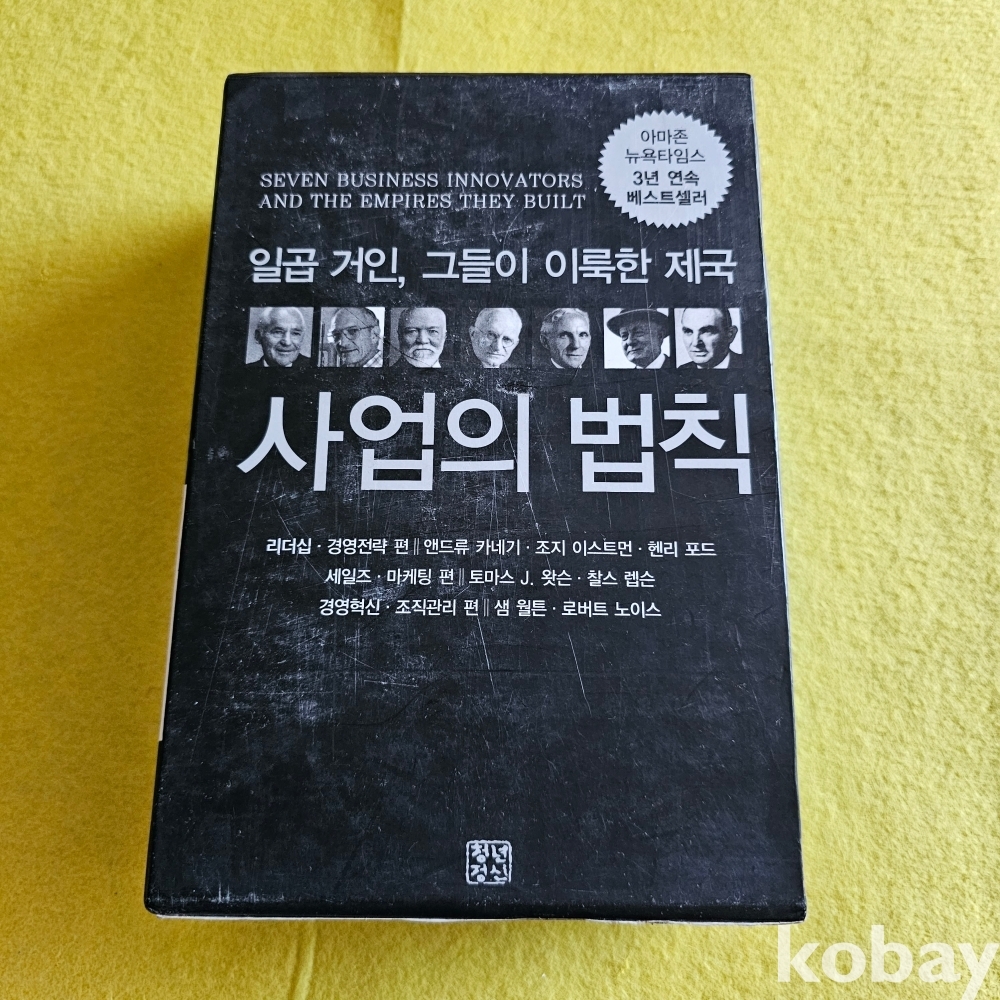 아마존
뉴욕타임스
3년 연속
베스트셀러
SEVEN BUSINESS INNOVATORS
AND THE EMPIRES THEY BUILT
일곱 거인, 그들이 이룩한 제국
사업의 법칙
리더십 · 경영전략 편 || 앤드류 카네기 · 조지 이스트먼 · 헨리 포드
세일즈 · 마케팅 편 || 토마스 J. 왓슨 · 찰스 렙슨
경영혁신 · 조직관리 편 || 샘 월튼 · 로버트 노이스
청년
정신
kobay